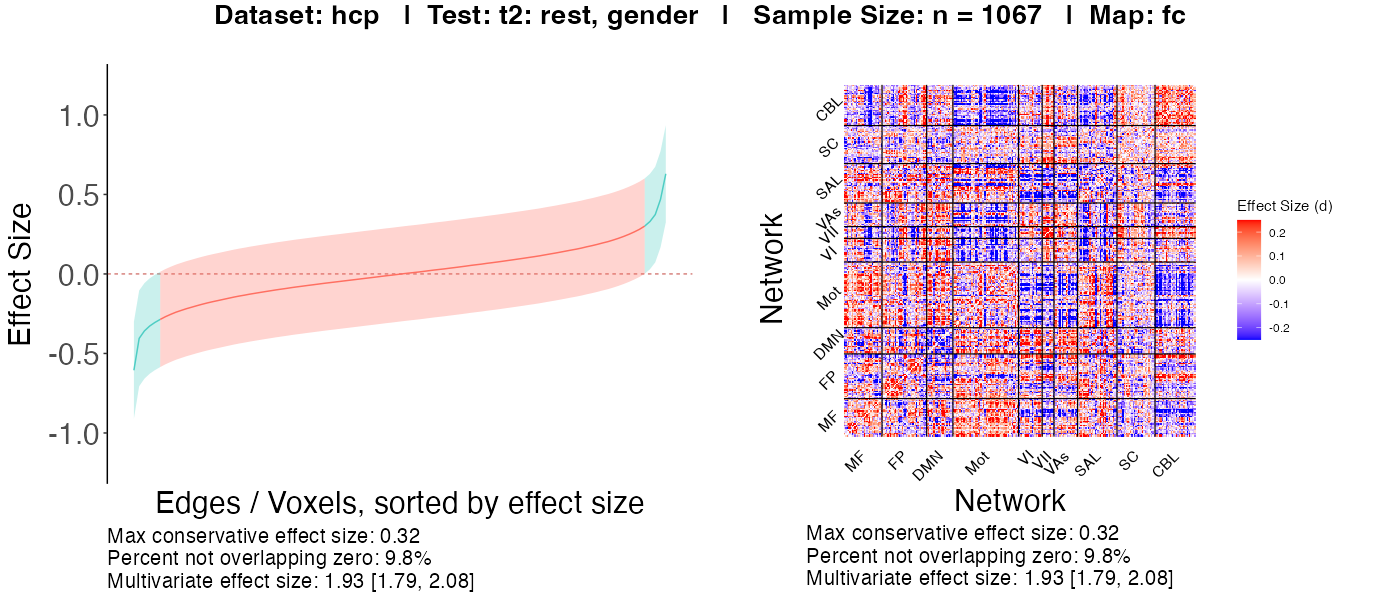 Dataset: hcp   |   Test: t2: rest, gender   |   Sample Size: n = 1067   |   Map: fc
Effect Size
1.0
0.5
0.0
-0.5
-1.0
Edges / Voxels, sorted by effect size
Max conservative effect size: 0.32
Percent not overlapping zero: 9.8%
Multivariate effect size: 1.93 [1.79, 2.08]
Network
CBL
SC
SAL
VAs
VII
VI
Mot
DMN
FP
MF
MF
FP
DMN
Mot
VI
VII
VAs
SAL
SC
CBL
Network
Max conservative effect size: 0.32
Percent not overlapping zero: 9.8%
Multivariate effect size: 1.93 [1.79, 2.08]
Effect Size (d)
0.2
0.1
0.0
-0.1
-0.2